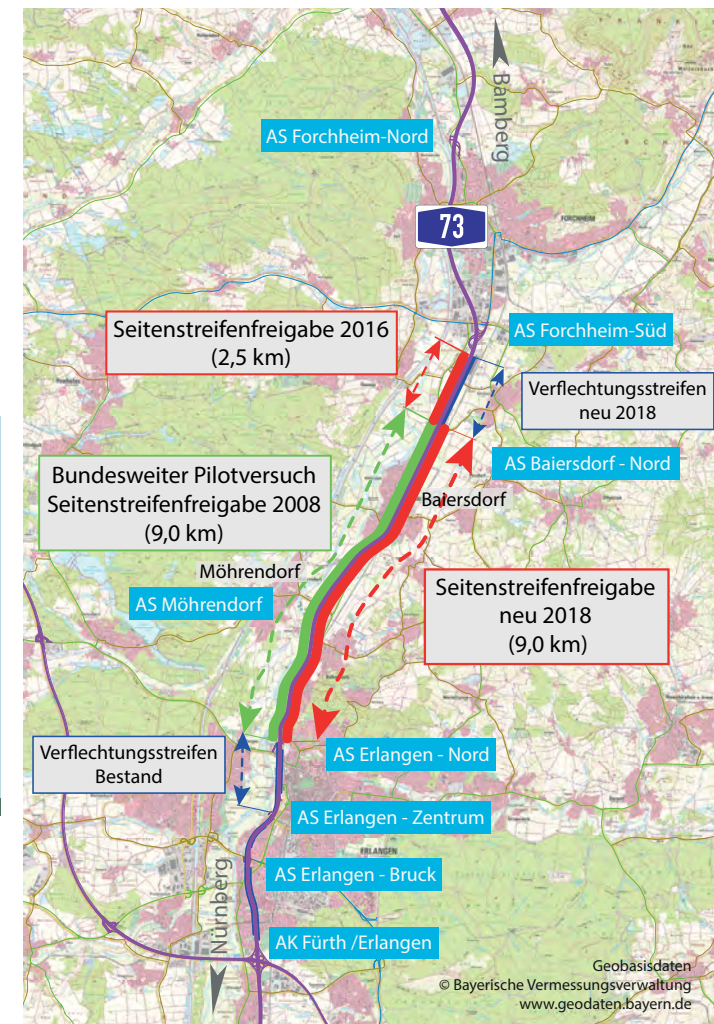 Bamberg
AS Forchheim-Nord
FORCHHEIM
73
AS Forchheim-Süd
Seitenstreifenfreigabe 2016
(2,5 km)
Verflechtungsstreifen
neu 2018
AS Baiersdorf - Nord
Bundesweiter Pilotversuch
Seitenstreifenfreigabe 2008
(9,0 km)
Baiersdorf
Möhrendorf
AS Möhrendorf
Seitenstreifenfreigabe
neu 2018
(9,0 km)
Verflechtungsstreifen
Bestand
AS Erlangen - Nord
AS Erlangen - Zentrum
ERLANGEN
AS Erlangen - Bruck
Nürnberg
AK Fürth /Erlangen
Geobasisdaten
© Bayerische Vermessungsverwaltung
www.geodaten.bayern.de